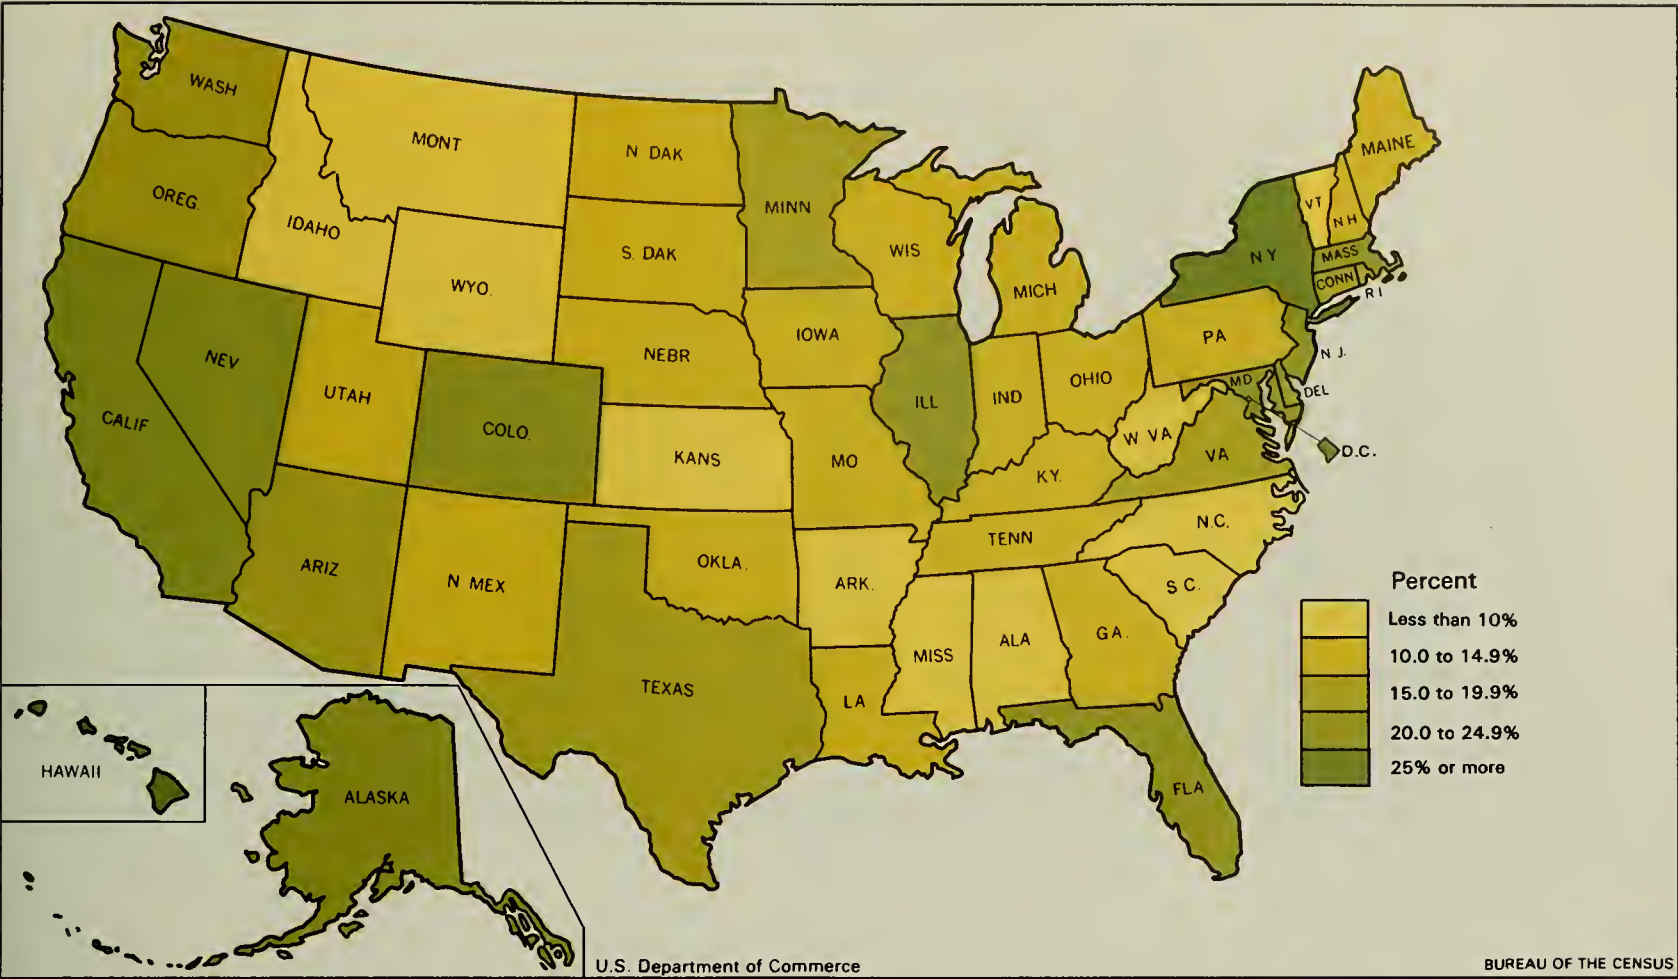 WASH
MONT
N DAK
MINN
MAINE
OREG.
IDAHO
WYO.
S. DAK
WIS
MICH
VT
N H
N Y
MASS
CONN
R I
NEV
UTAH
COLO.
NEBR
IOWA
ILL
IND
OHIO
PA
N J.
MD
DEL
D.C.
CALIF
KANS
MO
KY.
W VA
VA
ARIZ
N MEX
OKLA.
ARK.
TENN
N.C.
S C.
TEXAS
LA
MISS
ALA
GA.
FLA
HAWAII
ALASKA
Percent
Less than 10%
10.0 to 14.9%
15.0 to 19.9%
20.0 to 24.9%
25% or more
U.S. Department of Commerce
BUREAU OF THE CENSUS